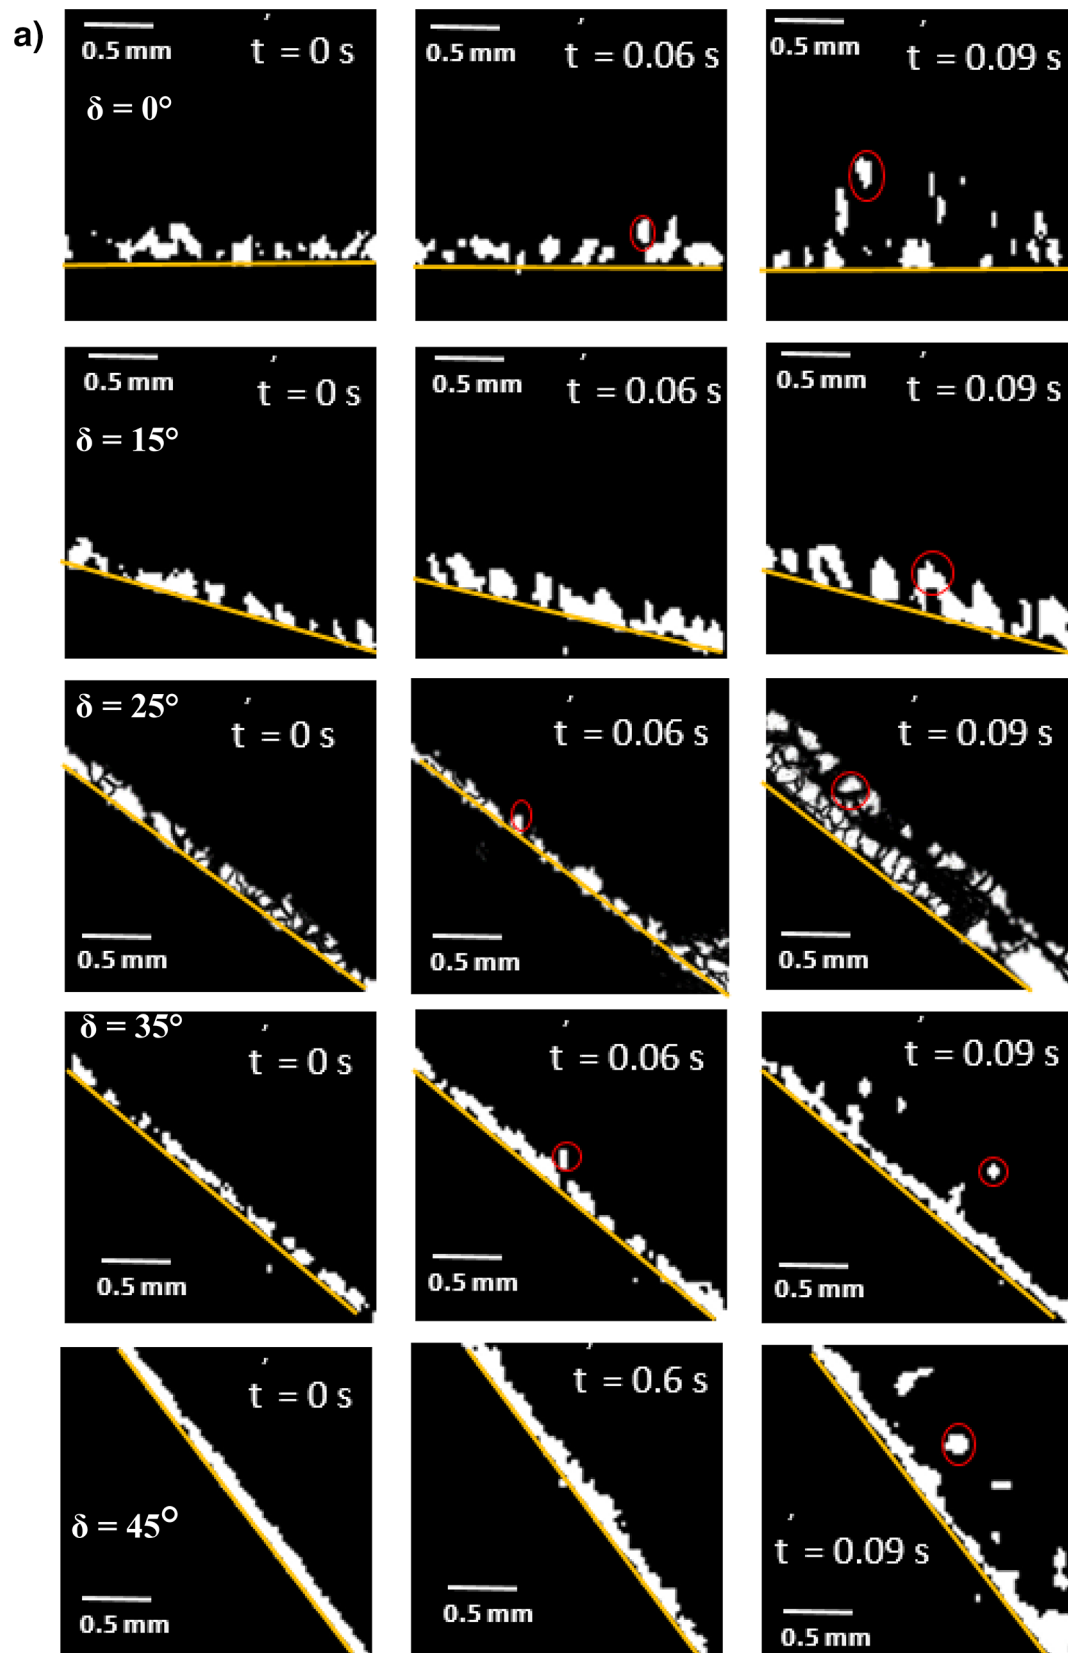 a)
0.5 mm
t′ = 0 s
δ = 0°
0.5 mm
t′ = 0.06 s
0.5 mm
t′ = 0.09 s
0.5 mm
t′ = 0 s
δ = 15°
0.5 mm
t′ = 0.06 s
0.5 mm
t′ = 0.09 s
δ = 25°
t′ = 0 s
0.5 mm
t′ = 0.06 s
0.5 mm
t′ = 0.09 s
0.5 mm
δ = 35°
t′ = 0 s
0.5 mm
t′ = 0.06 s
0.5 mm
t′ = 0.09 s
0.5 mm
t′ = 0 s
δ = 45°
0.5 mm
t′ = 0.6 s
0.5 mm
t′ = 0.09 s
0.5 mm